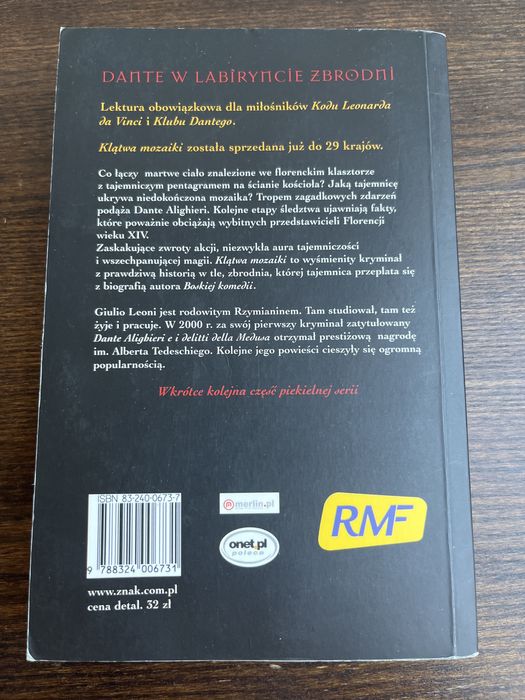 DANTE W LABIRYNCIE ZBRODNI
Lektura obowiązkowa dla miłośników Kodu Leonarda
da Vinci i Klubu Dantego.
Klątwa mozaiki została sprzedana już do 29 krajów.
Co łączy martwe ciało znalezione we florenckim klasztorze
z tajemniczym pentagramem na ścianie kościoła? Jaką tajemnicę
ukrywa niedokończona mozaika? Tropem zagadkowych zdarzeń
podąża Dante Alighieri. Kolejne etapy śledztwa ujawniają fakty,
które poważnie obciążają wybitnych przedstawicieli Florencji
wieku XIV.
Zaskakujące zwroty akcji, niezwykła aura tajemniczości
i wszechpanującej magii. Klątwa mozaiki to wyśmienity kryminał
z prawdziwą historią w tle, zbrodnia, której tajemnica przeplata się
z biografią autora Boskiej komedii.
Giulio Leoni jest rodowitym Rzymianinem. Tam studiował, tam też
żyje i pracuje. W 2000 r. za swój pierwszy kryminał zatytułowany
Dante Alighieri e i delitti della Medusa otrzymał prestiżową nagrodę
im. Alberta Tedeschiego. Kolejne jego powieści cieszyły się ogromną
popularnością.
Wkrótce kolejna część piekielnej serii
ISBN 83-240-0673-7
9 788324 006731
www.znak.com.pl
cena detal. 32 zł
m merlin.pl
onet.pl
poleca
RMF